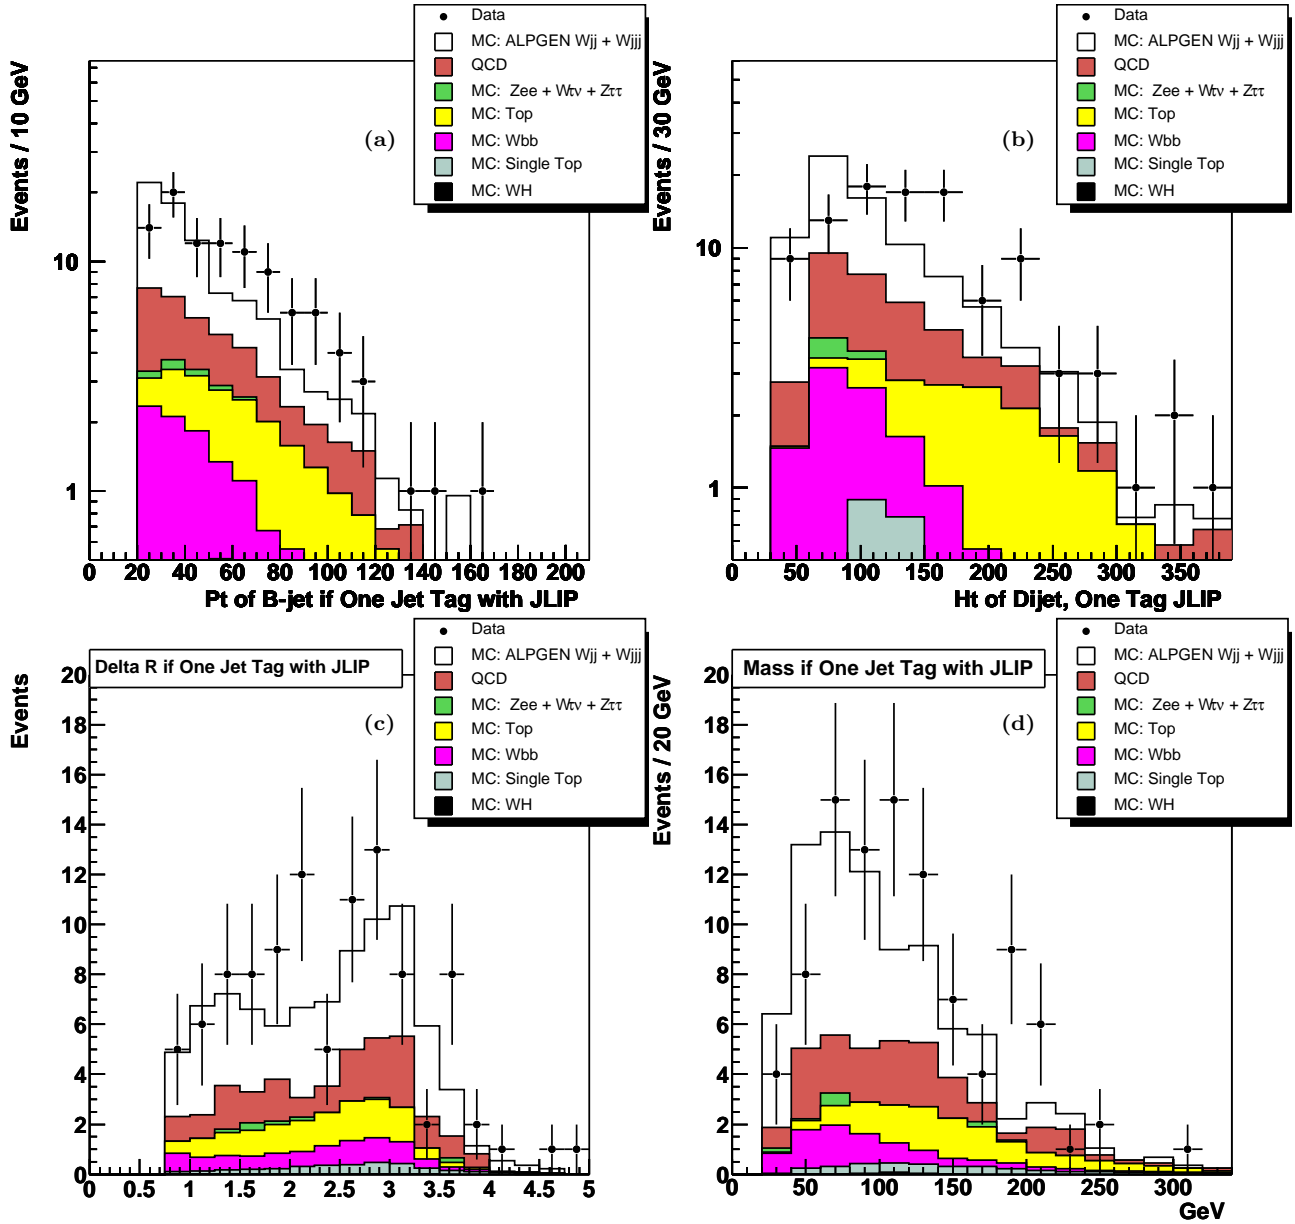 Data
MC: ALPGEN Wjj + Wjjj
QCD
MC: Zee + Wτν + Zττ
MC: Top
MC: Wbb
MC: Single Top
MC: WH
(a)
Events / 10 GeV
10
1
0 20 40 60 80 100 120 140 160 180 200
Pt of B-jet if One Jet Tag with JLIP
Data
MC: ALPGEN Wjj + Wjjj
QCD
MC: Zee + Wτν + Zττ
MC: Top
MC: Wbb
MC: Single Top
MC: WH
(b)
Events / 30 GeV
10
1
0 50 100 150 200 250 300 350
Ht of Dijet, One Tag JLIP
Delta R if One Jet Tag with JLIP
Data
MC: ALPGEN Wjj + Wjjj
QCD
MC: Zee + Wτν + Zττ
MC: Top
MC: Wbb
MC: Single Top
MC: WH
(c)
Events
20
18
16
14
12
10
8
6
4
2
0
0 0.5 1 1.5 2 2.5 3 3.5 4 4.5 5
Mass if One Jet Tag with JLIP
Data
MC: ALPGEN Wjj + Wjjj
QCD
MC: Zee + Wτν + Zττ
MC: Top
MC: Wbb
MC: Single Top
MC: WH
(d)
Events / 20 GeV
20
18
16
14
12
10
8
6
4
2
0
0 50 100 150 200 250 300
GeV